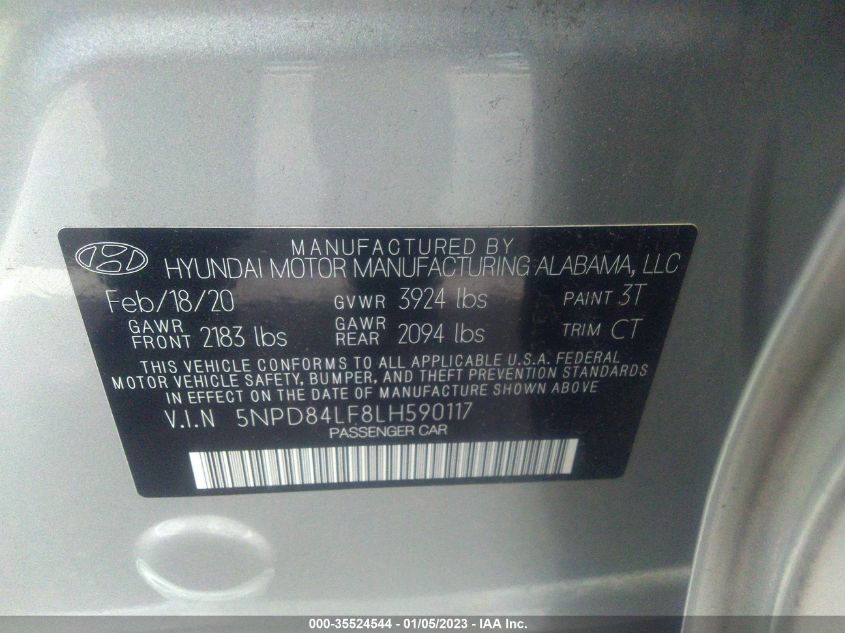 MANUFACTURED BY
HYUNDAI MOTOR MANUFACTURING ALABAMA, LLC
Feb/18/20 GVWR 3924 lbs PAINT 3T
GAWR FRONT 2183 lbs GAWR REAR 2094 lbs TRIM CT
THIS VEHICLE CONFORMS TO ALL APPLICABLE U.S.A. FEDERAL
MOTOR VEHICLE SAFETY, BUMPER, AND THEFT PREVENTION STANDARDS
IN EFFECT ON THE DATE OF MANUFACTURE SHOWN ABOVE.
V.I.N 5NPD84LF8LH590117
PASSENGER CAR
000-35524544 - 01/05/2023 - IAA Inc.